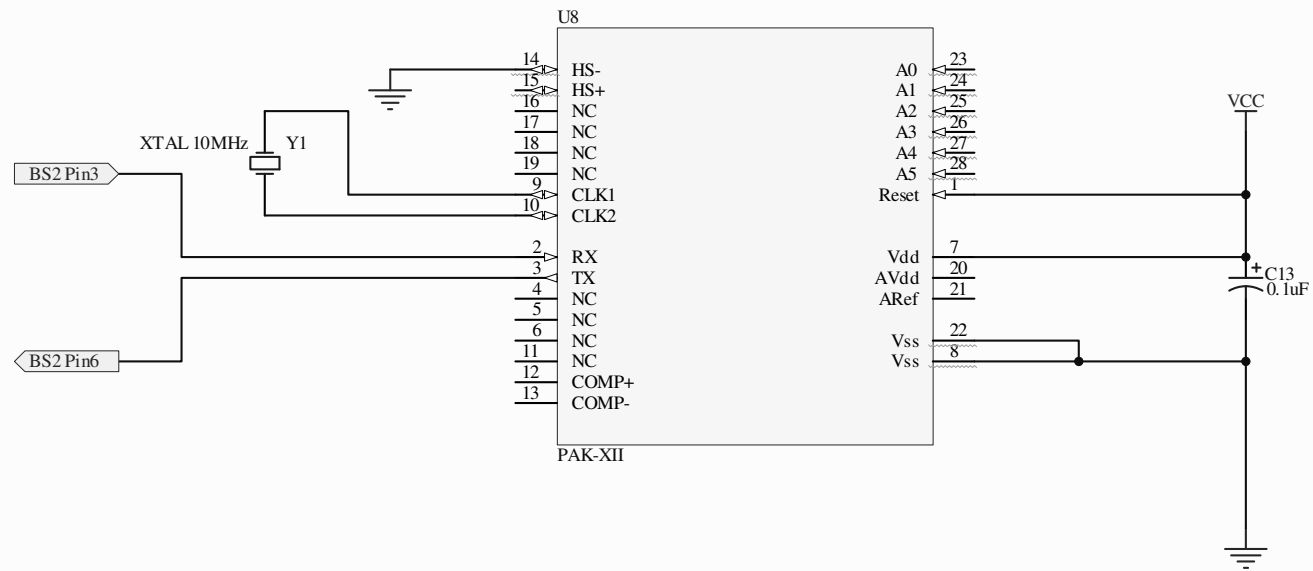 U8
14 HS-
15 HS+
16 NC
17 NC
18 NC
19 NC
9 CLK1
10 CLK2
2 RX
3 TX
4 NC
5 NC
6 NC
11 NC
12 COMP+
13 COMP-
A0 23
A1 24
A2 25
A3 26
A4 27
A5 28
Reset 1
Vdd 7
AVdd 20
ARef 21
Vss 22
Vss 8
PAK-XII
XTAL 10MHz Y1
BS2 Pin3
BS2 Pin6
VCC
+
C13
0.1uF